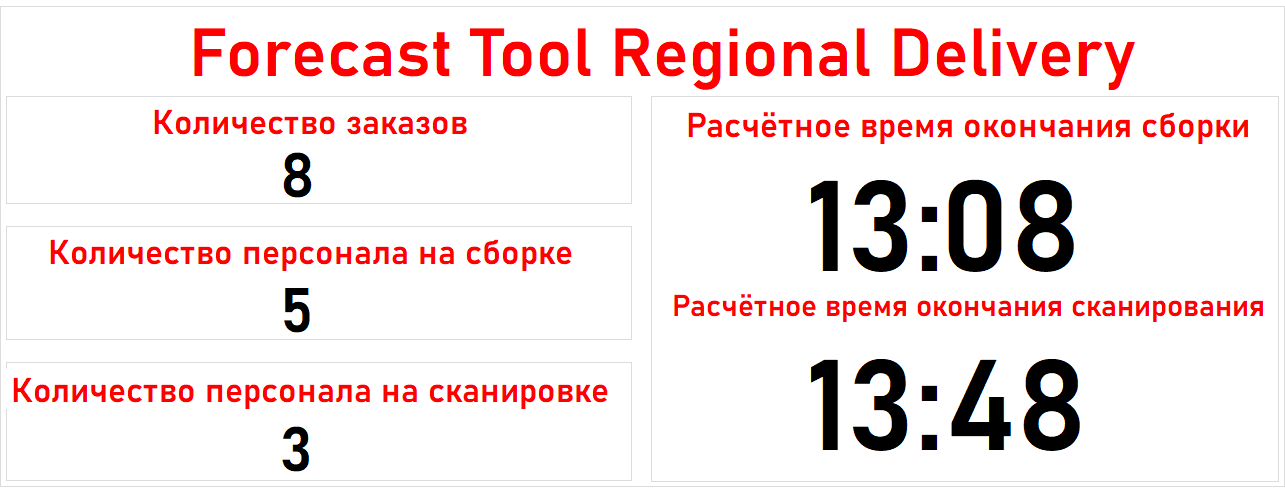 Forecast Tool Regional Delivery
Количество заказов
8
Количество персонала на сборке
5
Количество персонала на сканировке
3
Расчётное время окончания сборки
13:08
Расчётное время окончания сканирования
13:48